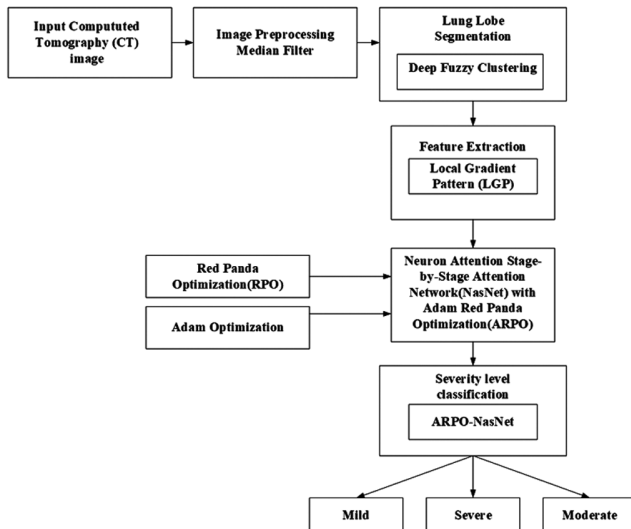 Input Compututed
Tomography (CT)
image
Image Preprocessing
Median Filter
Lung Lobe
Segmentation
Deep Fuzzy Clustering
Feature Extraction
Local Gradient
Pattern (LGP)
Red Panda
Optimization(RPO)
Adam Optimization
Neuron Attention Stage-
by-Stage Attention
Network(NasNet) with
Adam Red Panda
Optimization(ARPO)
Severity level
classification
ARPO-NasNet
Mild
Severe
Moderate